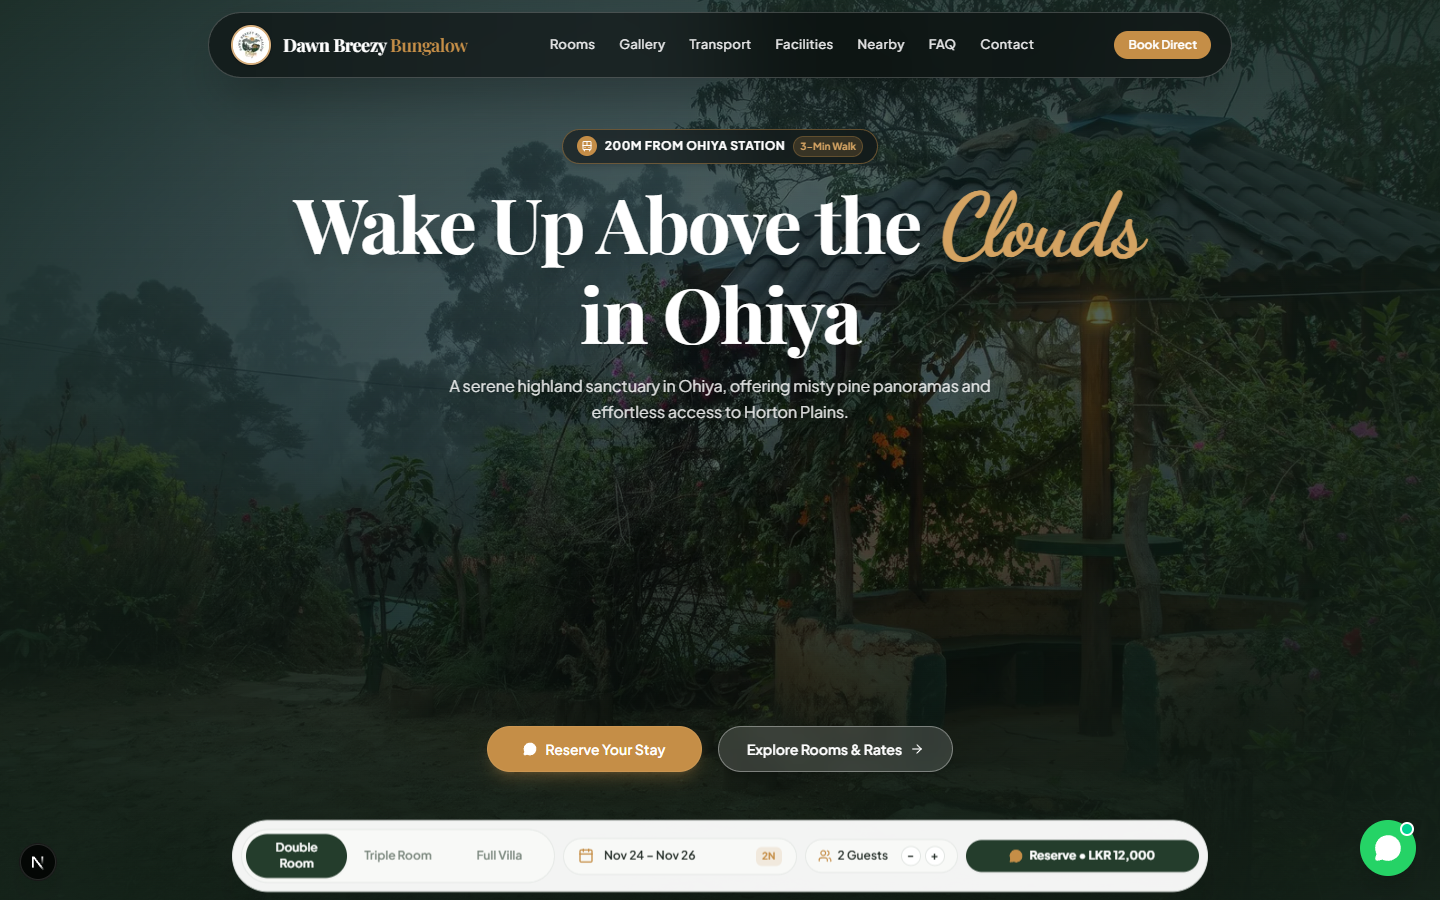 Dawn Breezy Bungalow
Rooms Gallery Transport Facilities Nearby FAQ Contact
Book Direct
200M FROM OHIYA STATION 3-Min Walk
Wake Up Above the Clouds
in Ohiya
A serene highland sanctuary in Ohiya, offering misty pine panoramas and
effortless access to Horton Plains.
Reserve Your Stay
Explore Rooms & Rates →
Double
Room
Triple Room
Full Villa
Nov 24 – Nov 26 2N
2 Guests − +
Reserve • LKR 12,000
N